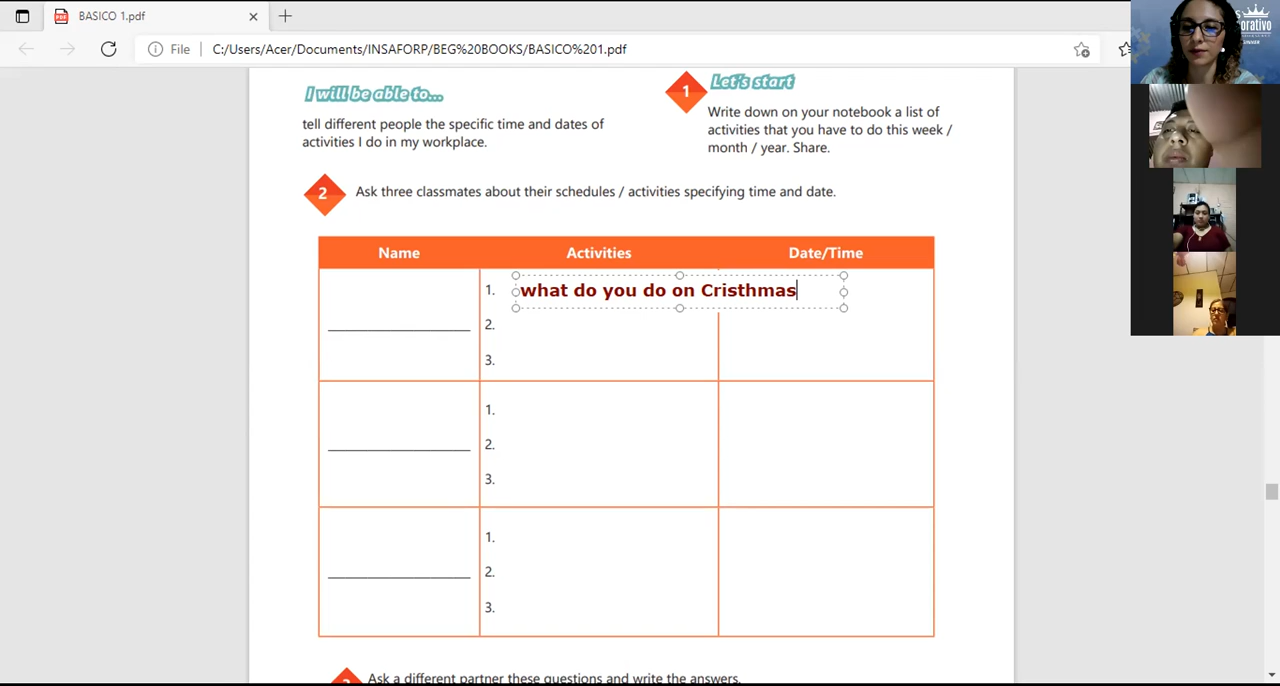 BASICO 1.pdf
File C:/Users/Acer/Documents/INSAFORP/BEG%20BOOKS/BASICO%201.pdf
I will be able to...
tell different people the specific time and dates of
activities I do in my workplace.
1 Let's start
Write down on your notebook a list of
activities that you have to do this week /
month / year. Share.
2 Ask three classmates about their schedules / activities specifying time and date.
Name Activities Date/Time
1. what do you do on Cristhmas
2.
3.
1.
2.
3.
1.
2.
3.
Ask a different partner these questions and write the answers.